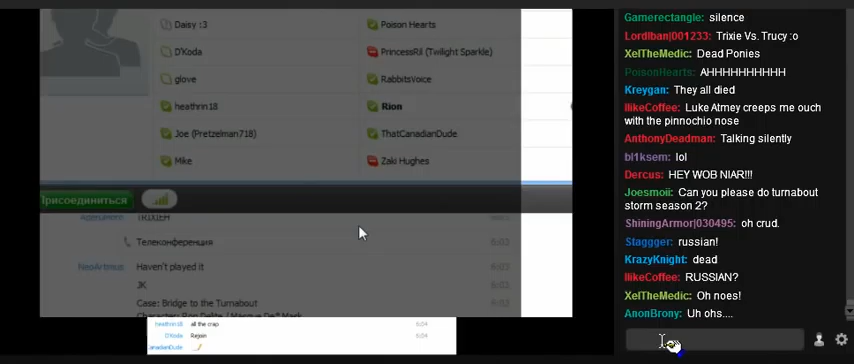 Daisy :3
Poison Hearts
D'Koda
PrincessRil (Twilight Sparkle)
glove
RabbitsVoice
heathrin18
Rion
Joe (Pretzelman718)
ThatCanadianDude
Mike
Zaki Hughes
Присоединиться
TRIXIEH
6:03
Телеконференция
6:03
NeoArtimus
Haven't played it
6:03
JK
Case: Bridge to the Turnabout
6:02
heathrin18
all the crap
6:04
D'Koda
Rejoin
6:04
canadianDude
Gamerectangle: silence
LordIban|001233: Trixie Vs. Trucy :o
XelTheMedic: Dead Ponies
PoisonHearts: AHHHHHHHHHH
Kreygan: They all died
IlikeCoffee: Luke Atmey creeps me ouch
with the pinnochio nose
AnthonyDeadman: Talking silently
bl1ksem: lol
Dercus: HEY WOB NIAR!!!
Joesmoii: Can you please do turnabout
storm season 2?
ShiningArmor|030495: oh crud.
Staggger: russian!
KrazyKnight: dead
IlikeCoffee: RUSSIAN?
XelTheMedic: Oh noes!
AnonBrony: Uh ohs....